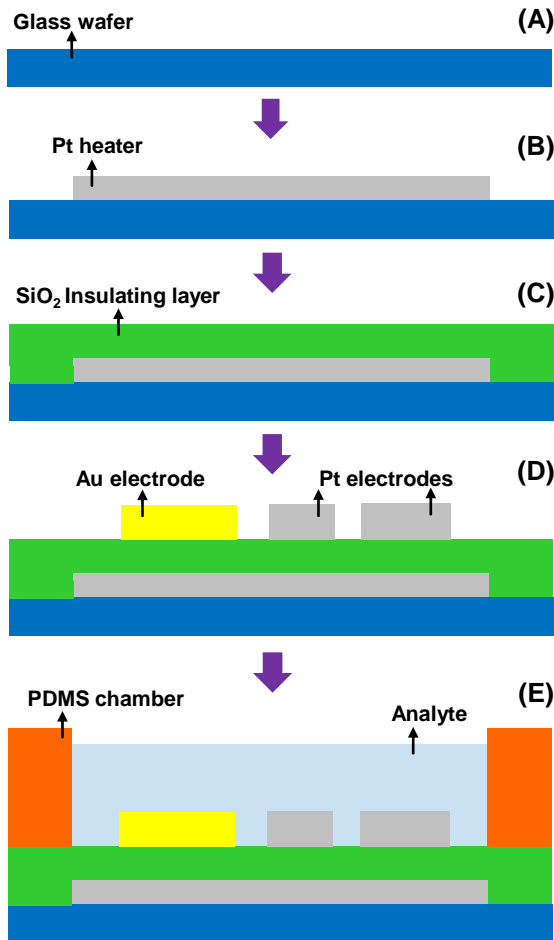 Glass wafer
(A)
Pt heater
(B)
SiO₂ Insulating layer
(C)
(D)
Au electrode
Pt electrodes
(E)
PDMS chamber
Analyte